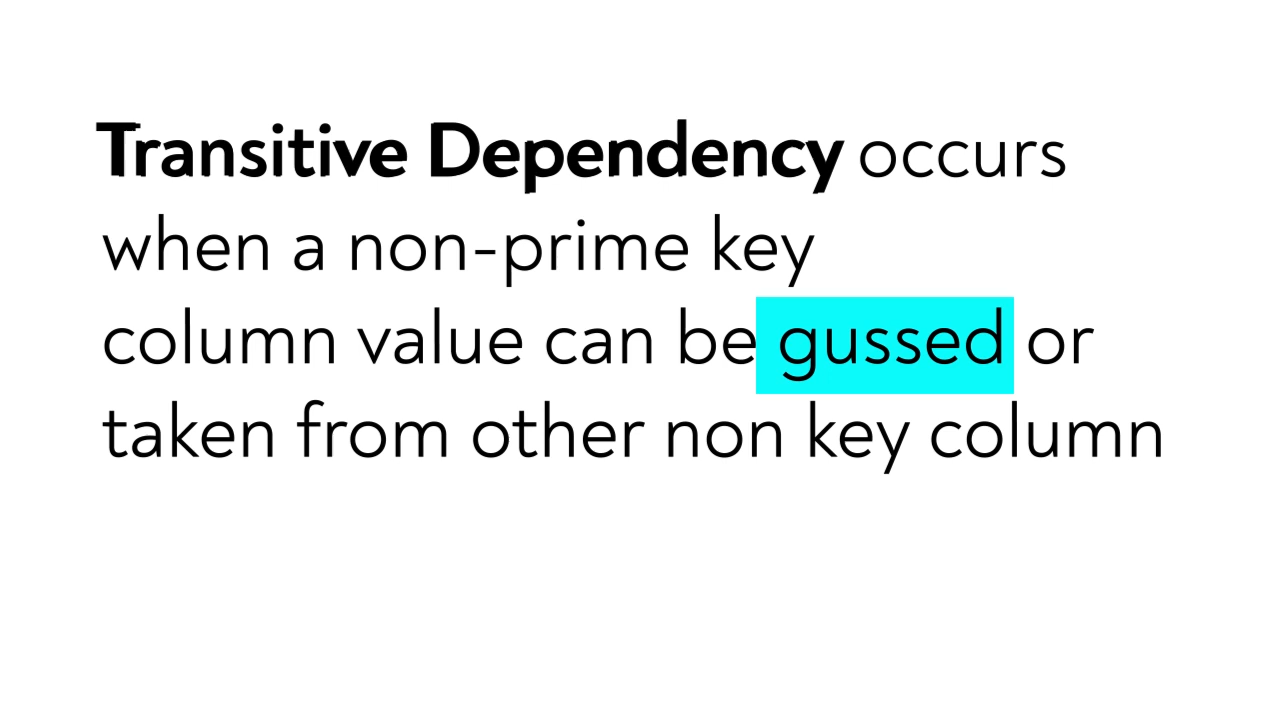 Transitive Dependency occurs
when a non-prime key
column value can be gussed or
taken from other non key column